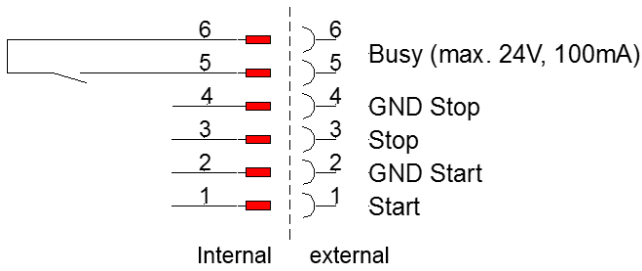 6 6
Busy (max. 24V, 100mA)
5 5
4 4 GND Stop
3 3 Stop
2 2 GND Start
1 1 Start
Internal external